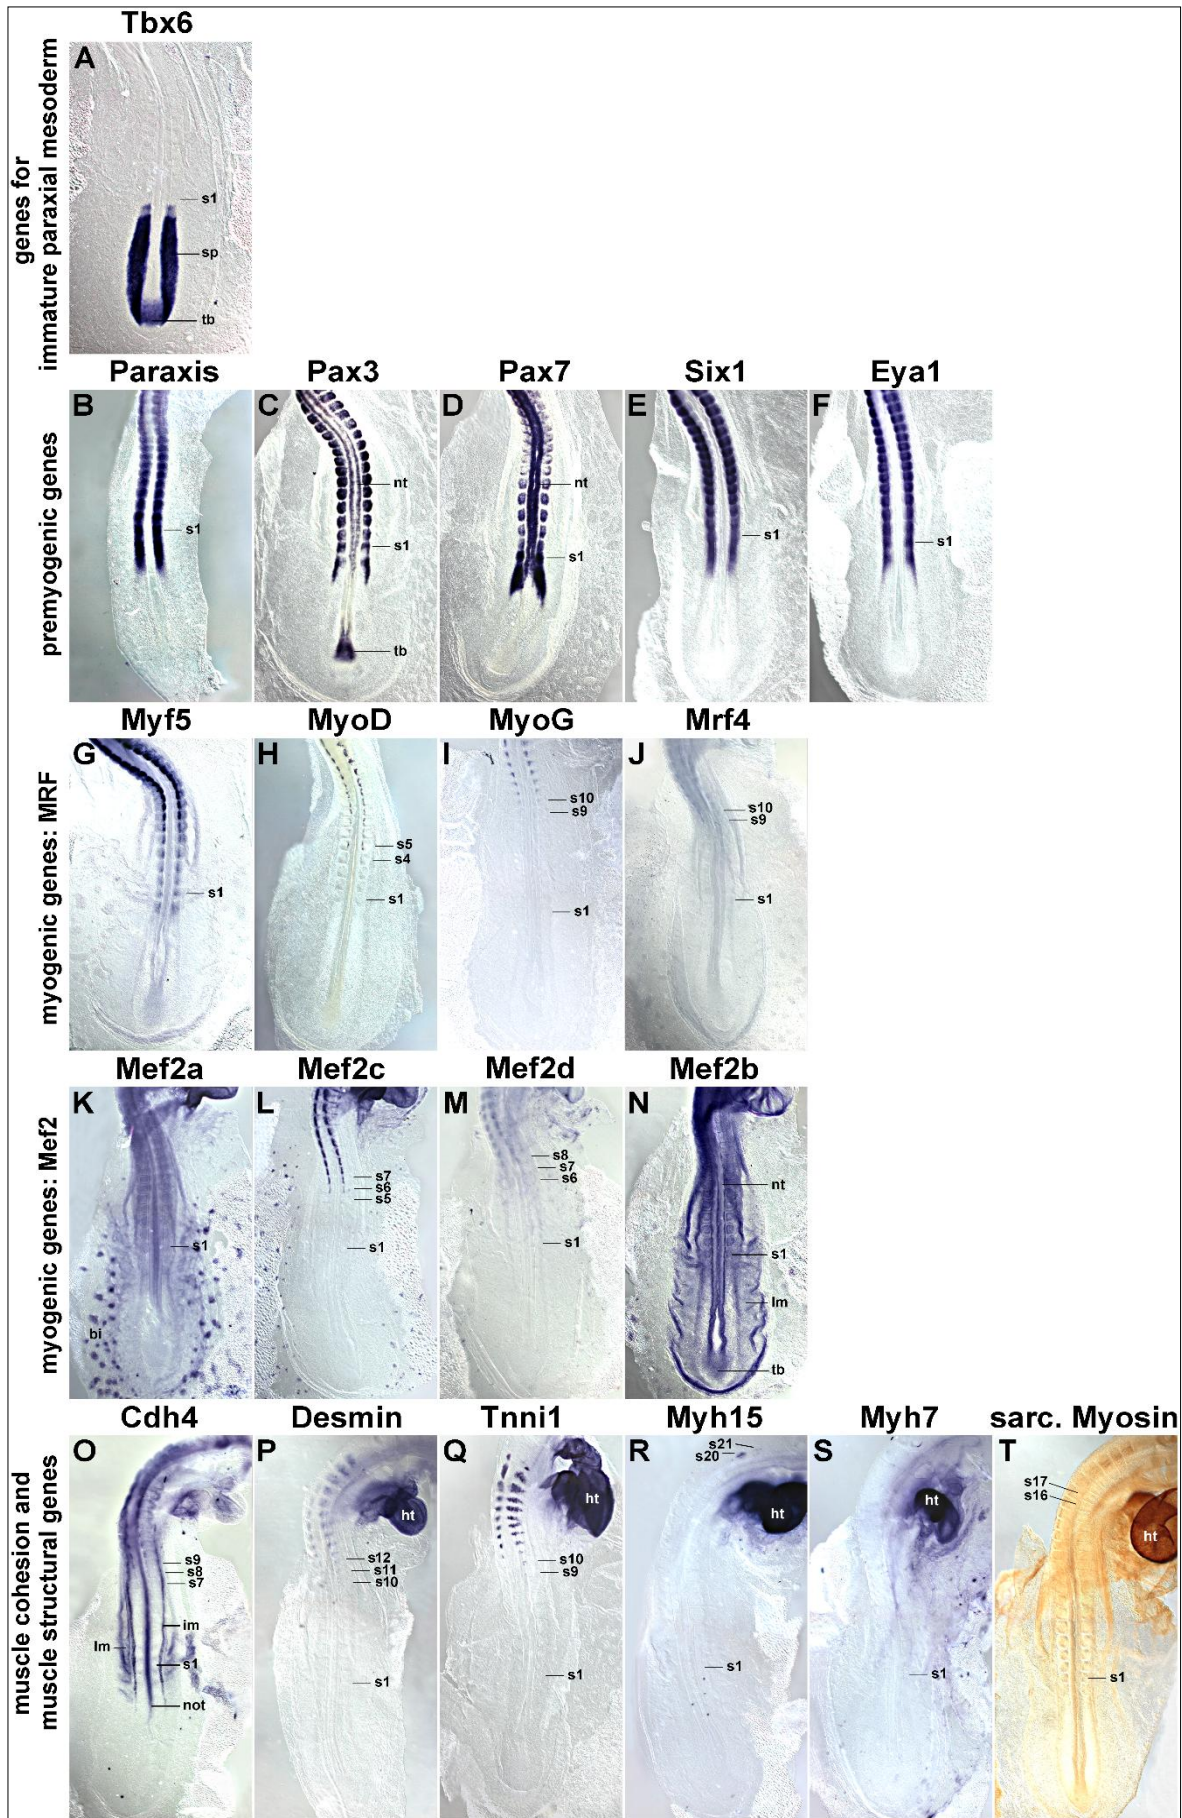 Tbx6
genes for
immature paraxial mesoderm
A
s1
sp
tb
Paraxis Pax3 Pax7 Six1 Eya1
premyogenic genes
B
s1
C
nt
s1
tb
D
nt
s1
E
s1
F
s1
Myf5 MyoD MyoG Mrf4
myogenic genes: MRF
G
s1
H
s5
s4
s1
I
s10
s9
s1
J
s10
s9
s1
Mef2a Mef2c Mef2d Mef2b
myogenic genes: Mef2
K
s1
bi
L
s7
s6
s5
s1
M
s8
s7
s6
s1
N
nt
s1
lm
tb
Cdh4 Desmin Tnni1 Myh15 Myh7 sarc. Myosin
muscle cohesion and
muscle structural genes
O
s9
s8
s7
im
lm
s1
not
P
ht
s12
s11
s10
s1
Q
ht
s10
s9
s1
R
s21
s20
ht
s1
S
ht
s1
T
s17
s16
ht
s1